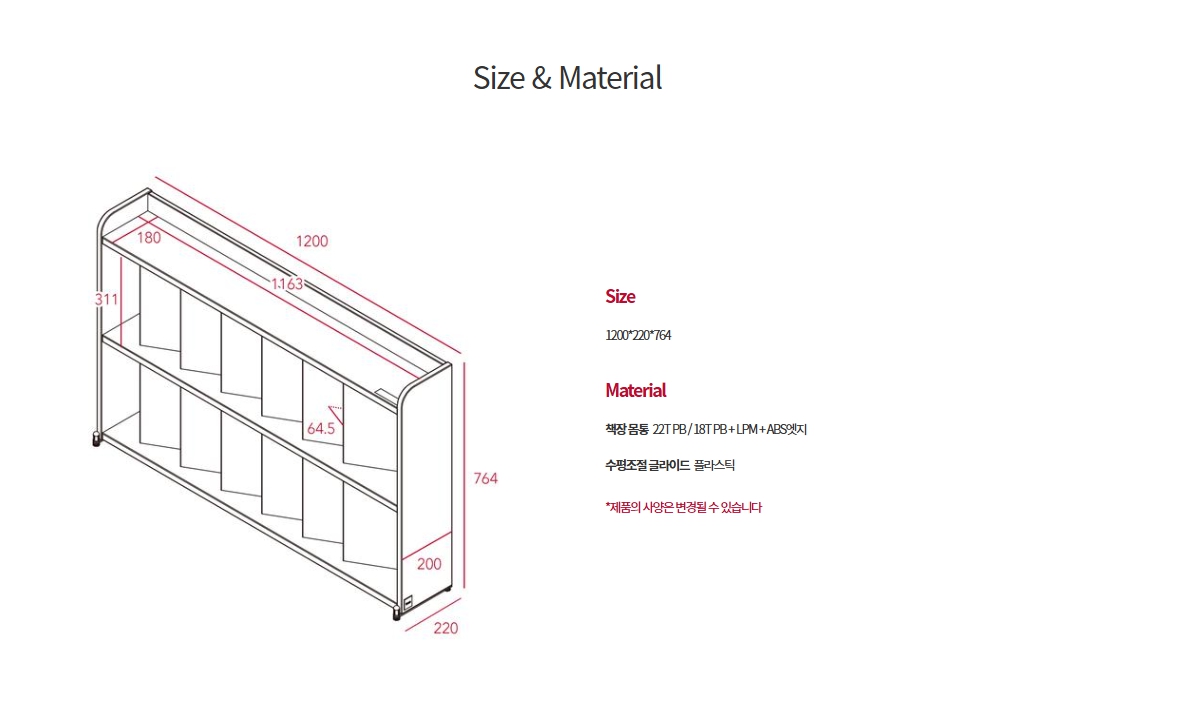 Size & Material
1200
180
1163
311
64.5
764
200
220
Size
1200*220*764
Material
책장 몸통 22T PB / 18T PB + LPM + ABS엣지
수평조절 글라이드 플라스틱
*제품의 사양은 변경될 수 있습니다